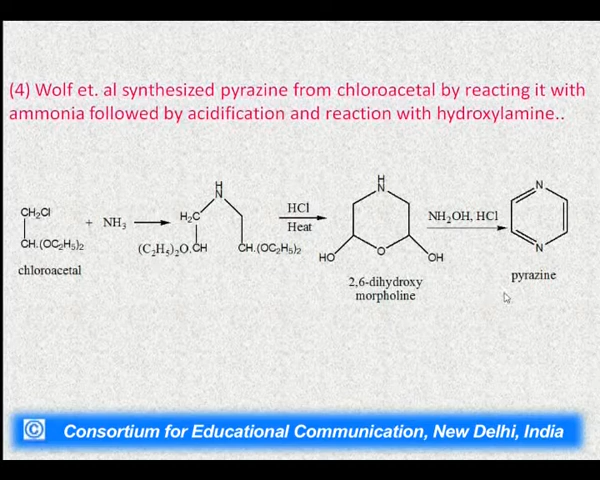 (4) Wolf et. al synthesized pyrazine from chloroacetal by reacting it with
ammonia followed by acidification and reaction with hydroxylamine..
CH₂Cl
CH.(OC₂H₅)₂
chloroacetal
+ NH₃
H
N
H₂C
(C₂H₅)₂O.CH
CH.(OC₂H₅)₂
HCl
Heat
H
N
HO
O
OH
2,6-dihydroxy
morpholine
NH₂OH, HCl
N
N
pyrazine
© Consortium for Educational Communication, New Delhi, India